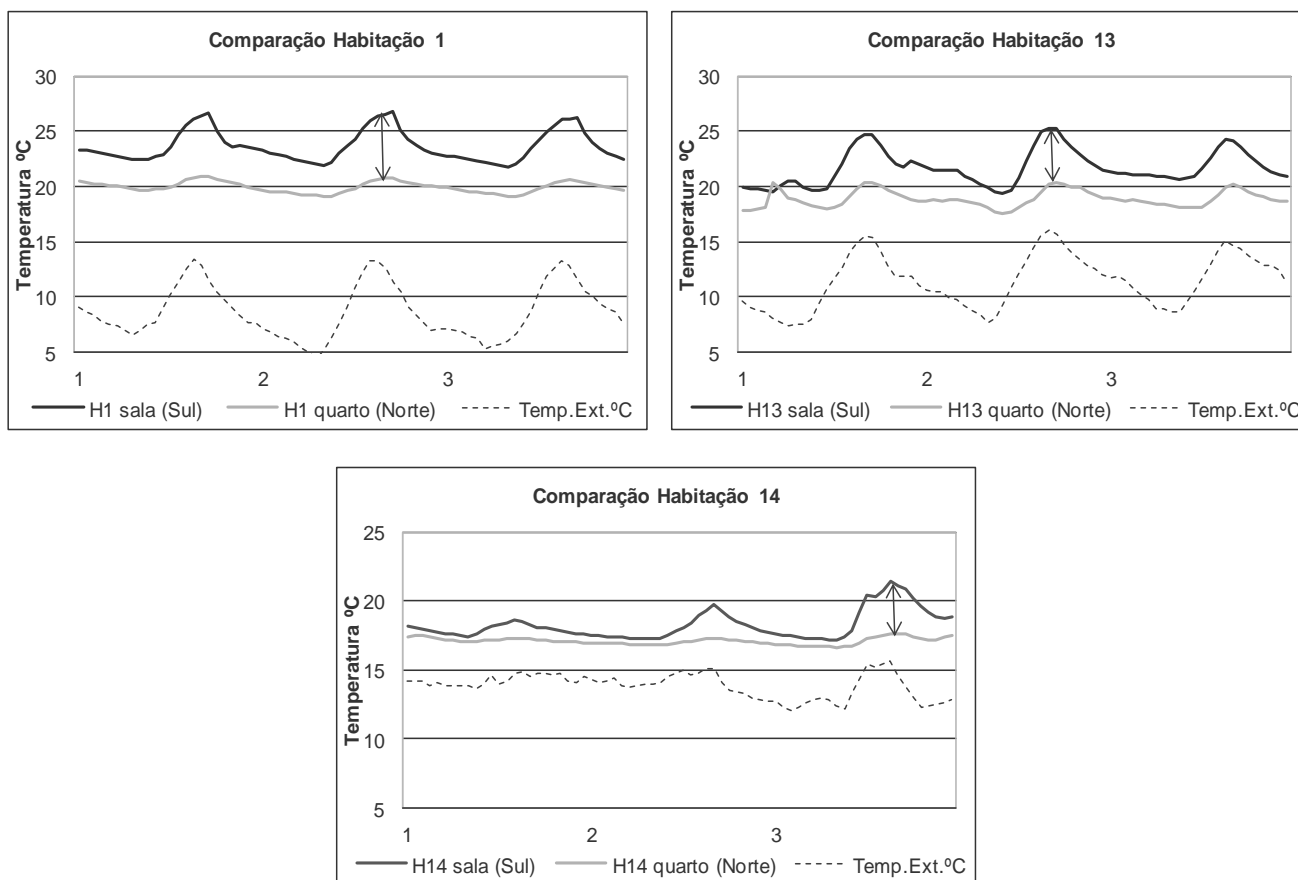 Comparação Habitação 1
30
25
20
15
10
5
Temperatura ºC
1 2 3
H1 sala (Sul) H1 quarto (Norte) Temp.Ext.ºC
Comparação Habitação 13
30
25
20
15
10
5
Temperatura ºC
1 2 3
H13 sala (Sul) H13 quarto (Norte) Temp.Ext.ºC
Comparação Habitação 14
25
20
15
10
5
Temperatura ºC
1 2 3
H14 sala (Sul) H14 quarto (Norte) Temp.Ext.ºC